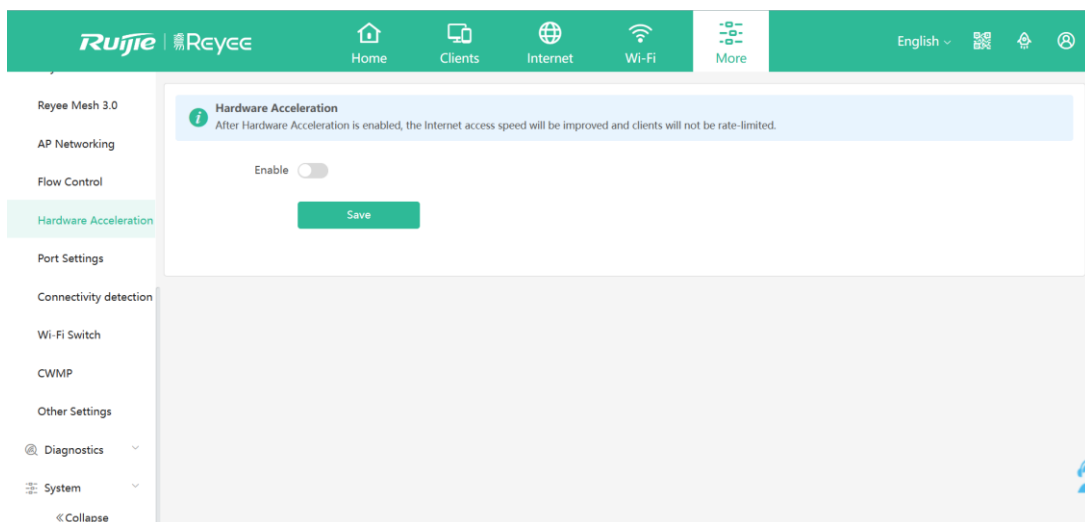 Ruijie | Reyee
Home
Clients
Internet
Wi-Fi
More
English
Reyee Mesh 3.0
AP Networking
Flow Control
Hardware Acceleration
Port Settings
Connectivity detection
Wi-Fi Switch
CWMP
Other Settings
Diagnostics
System
«Collapse
Hardware Acceleration
After Hardware Acceleration is enabled, the Internet access speed will be improved and clients will not be rate-limited.
Enable
Save